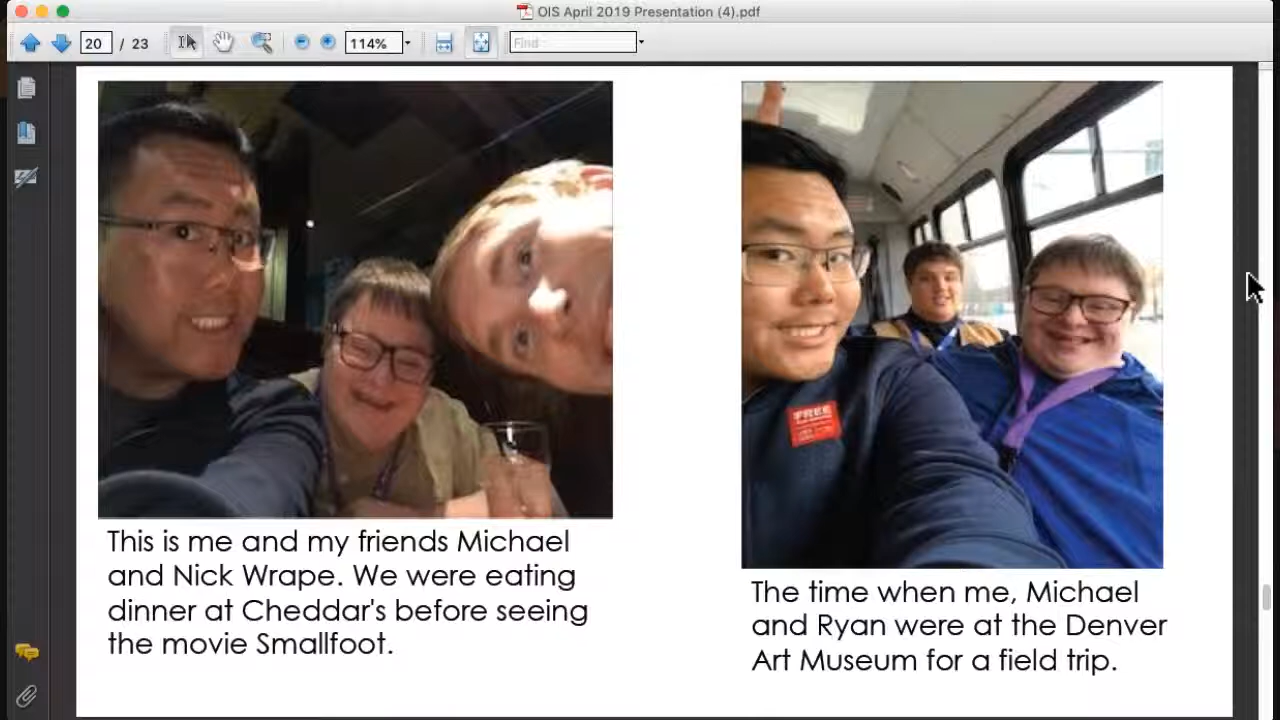 OIS April 2019 Presentation (4).pdf
20 / 23
114%
Find
This is me and my friends Michael
and Nick Wrape. We were eating
dinner at Cheddar's before seeing
the movie Smallfoot.
FREE
The time when me, Michael
and Ryan were at the Denver
Art Museum for a field trip.